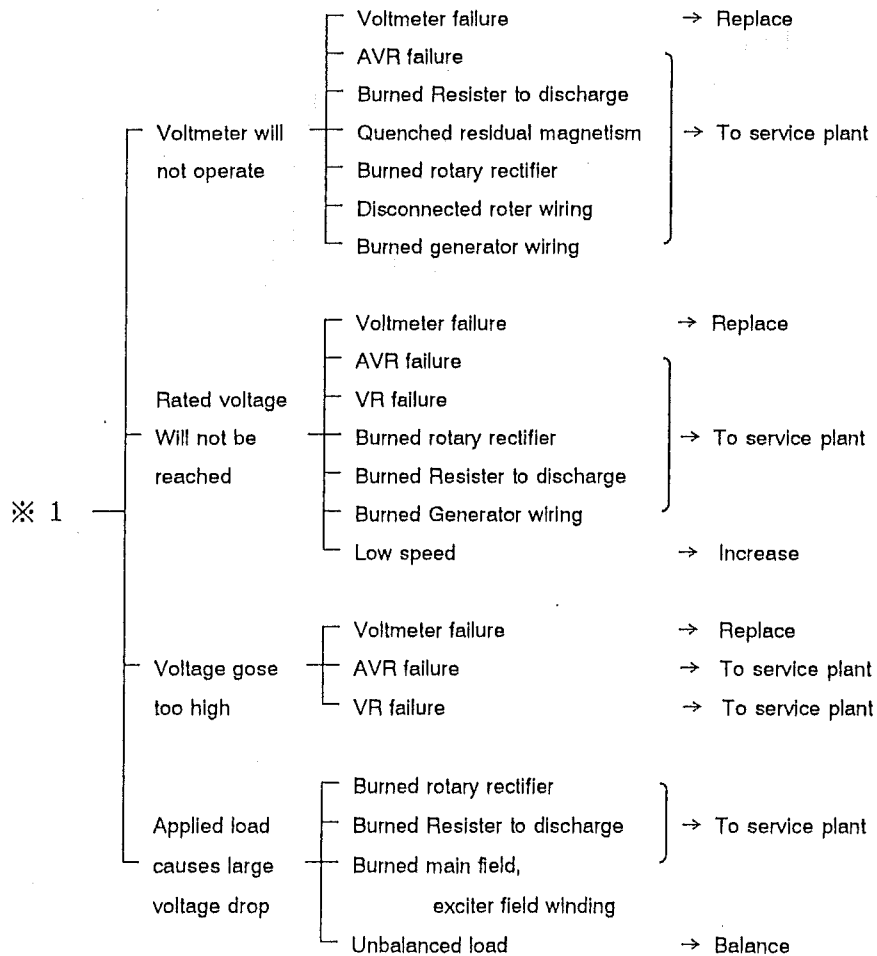 Voltmeter failure → Replace
AVR failure
Burned Resister to discharge
Voltmeter will Quenched residual magnetism → To service plant
not operate Burned rotary rectifier
Disconnected roter wiring
Burned generator wiring
Voltmeter failure → Replace
AVR failure
Rated voltage VR failure
Will not be Burned rotary rectifier → To service plant
reached Burned Resister to discharge
※ 1 Burned Generator wiring
Low speed → Increase
Voltmeter failure → Replace
Voltage gose AVR failure → To service plant
too high VR failure → To service plant
Burned rotary rectifier
Applied load Burned Resister to discharge → To service plant
causes large Burned main field,
voltage drop exciter field winding
Unbalanced load → Balance